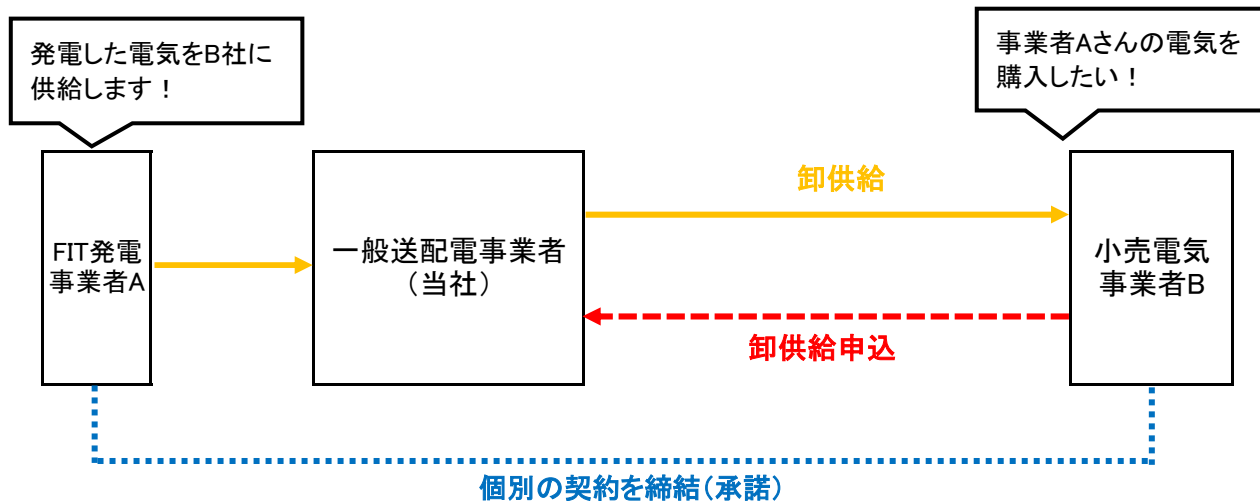 発電した電気をB社に
供給します！
事業者Aさんの電気を
購入したい！
卸供給
FIT発電
事業者A
一般送配電事業者
（当社）
小売電気
事業者B
卸供給申込
個別の契約を締結（承諾）